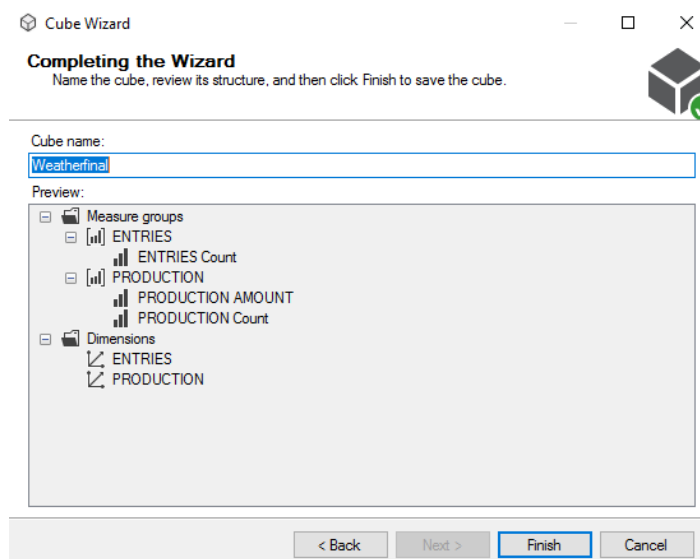 Cube Wizard
Completing the Wizard
Name the cube, review its structure, and then click Finish to save the cube.
Cube name:
Weatherfinal
Preview:
Measure groups
ENTRIES
ENTRIES Count
PRODUCTION
PRODUCTION AMOUNT
PRODUCTION Count
Dimensions
ENTRIES
PRODUCTION
< Back Next > Finish Cancel